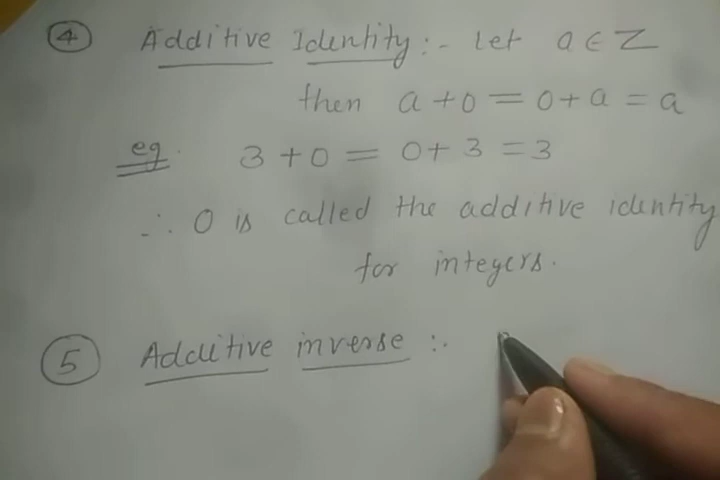 ④ Additive Identity:- let a ∈ Z
then a + 0 = 0 + a = a
eg. 3 + 0 = 0 + 3 = 3
∴ 0 is called the additive identity
for integers.
⑤ Additive inverse :-